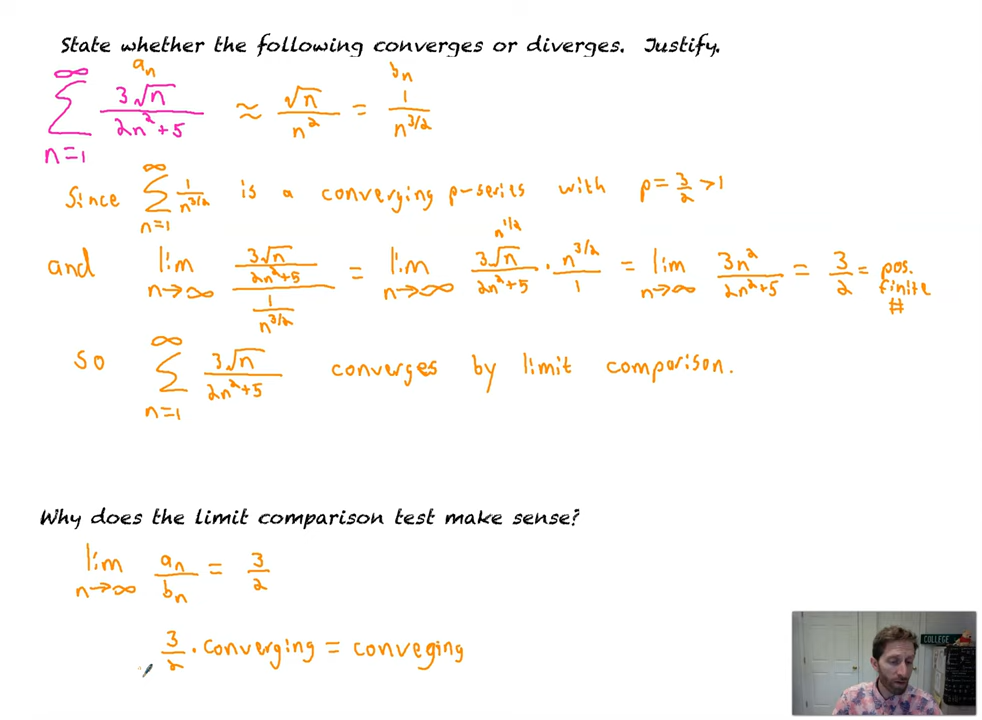 State whether the following converges or diverges. Justify.
∞ Σ n=1 3√n / 2n²+5 aₙ ≈ √n / n² = 1 / n^3/2 bₙ
Since ∞ Σ n=1 1/n^3/2 is a converging p-series with p = 3/2 > 1
and lim n→∞ 3√n / 2n²+5 / 1 / n^3/2 = lim n→∞ n^1/2 3√n / 2n²+5 · n^3/2 / 1 = lim n→∞ 3n² / 2n²+5 = 3/2 = pos. finite #
So ∞ Σ n=1 3√n / 2n²+5 converges by limit comparison.
Why does the limit comparison test make sense?
lim n→∞ aₙ / bₙ = 3/2
3/2 · converging = conveging
COLLEGE